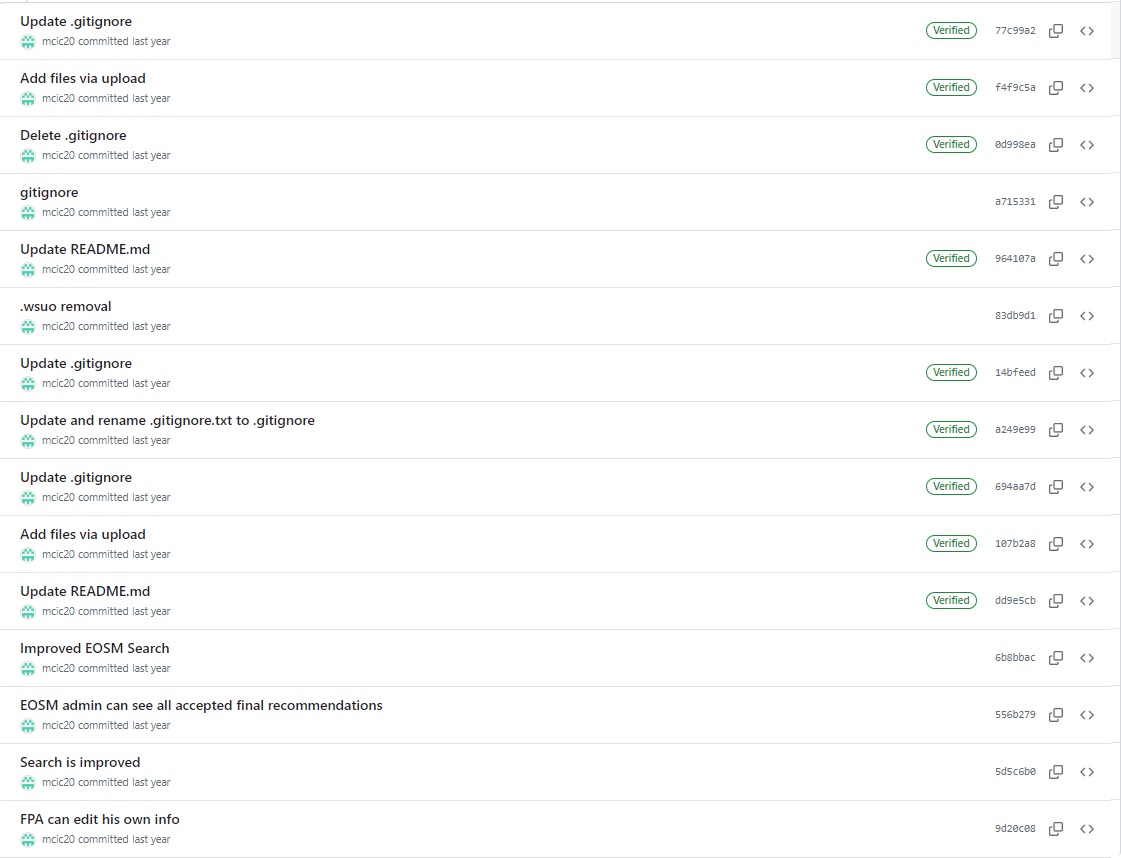 Update .gitignore
mcic20 committed last year
Verified 77c99a2
Add files via upload
mcic20 committed last year
Verified f4f9c5a
Delete .gitignore
mcic20 committed last year
Verified 0d998ea
gitignore
mcic20 committed last year
a715331
Update README.md
mcic20 committed last year
Verified 964107a
.wsuo removal
mcic20 committed last year
83db9d1
Update .gitignore
mcic20 committed last year
Verified 14bfeed
Update and rename .gitignore.txt to .gitignore
mcic20 committed last year
Verified a249e99
Update .gitignore
mcic20 committed last year
Verified 694aa7d
Add files via upload
mcic20 committed last year
Verified 107b2a8
Update README.md
mcic20 committed last year
Verified dd9e5cb
Improved EOSM Search
mcic20 committed last year
6b8bbac
EOSM admin can see all accepted final recommendations
mcic20 committed last year
556b279
Search is improved
mcic20 committed last year
5d5c6b0
FPA can edit his own info
mcic20 committed last year
9d20c08